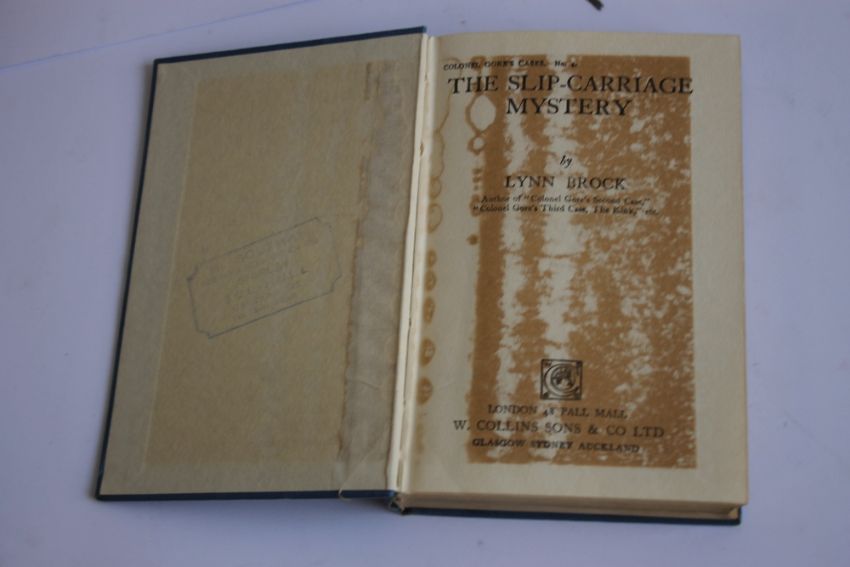 COLONEL GORE'S CASES. No. 4.
THE SLIP-CARRIAGE
MYSTERY
by
LYNN BROCK
Author of "Colonel Gore's Second Case,"
"Colonel Gore's Third Case, The Kink," etc.
LONDON 48 PALL MALL
W. COLLINS SONS & CO LTD
GLASGOW SYDNEY AUCKLAND